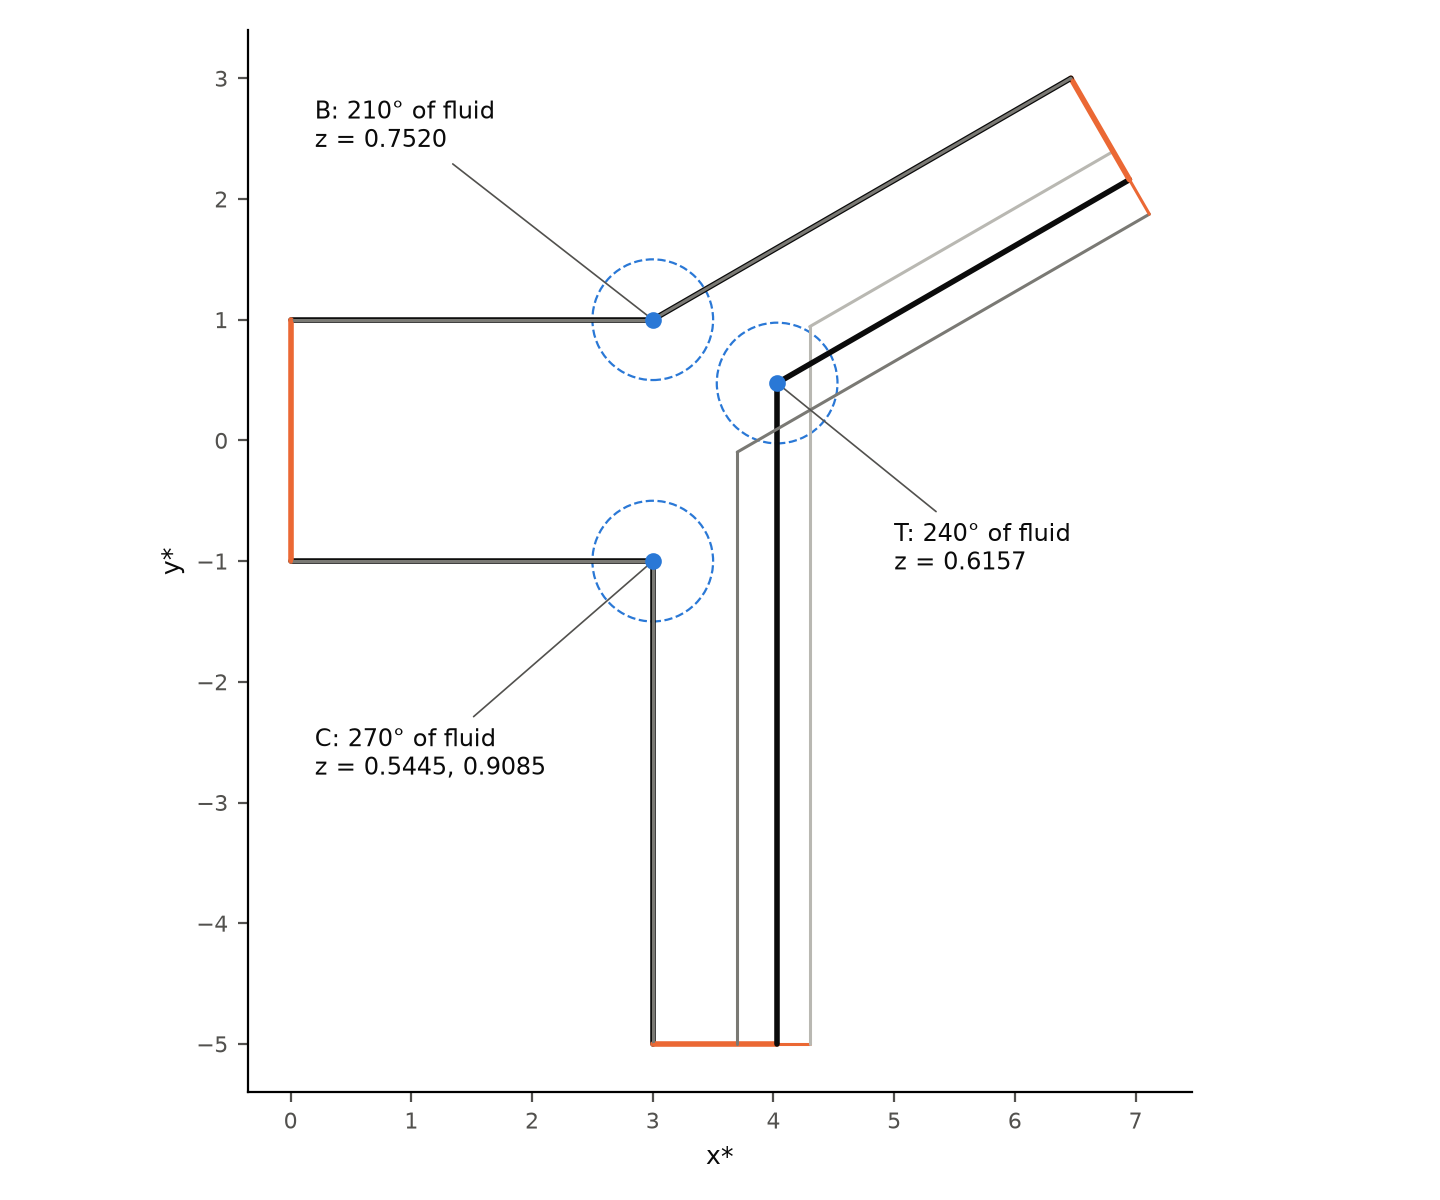 3
B: 210° of fluid
z = 0.7520
2
1
0
T: 240° of fluid
z = 0.6157
−1
y*
−2
C: 270° of fluid
z = 0.5445, 0.9085
−3
−4
−5
0 1 2 3 4 5 6 7
x*